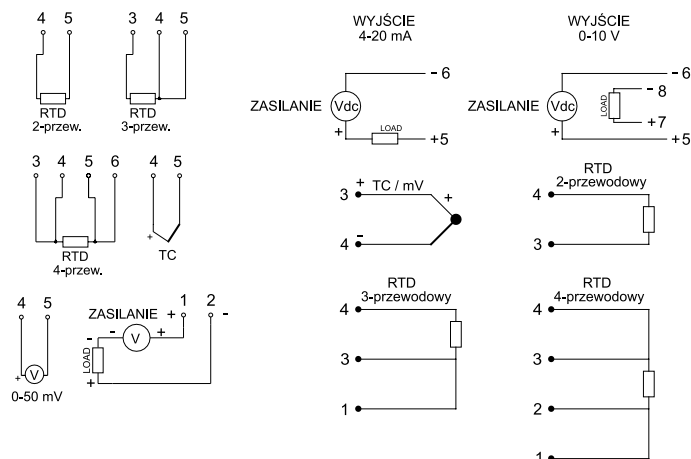 4 5
RTD
2-przew.
3 4 5
RTD
3-przew.
3 4 5 6
RTD
4-przew.
4 5
+
TC
4 5
+ V
0-50 mV
ZASILANIE + 1 2 -
- V +
-
LOAD
+
WYJŚCIE
4-20 mA
- 6
ZASILANIE Vdc
+ LOAD +5
WYJŚCIE
0-10 V
- 6
- 8
ZASILANIE Vdc LOAD
+7
+ +5
3 + TC / mV +
4 -
RTD
2-przewodowy
4
3
RTD
3-przewodowy
4
3
1
RTD
4-przewodowy
4
3
2
1